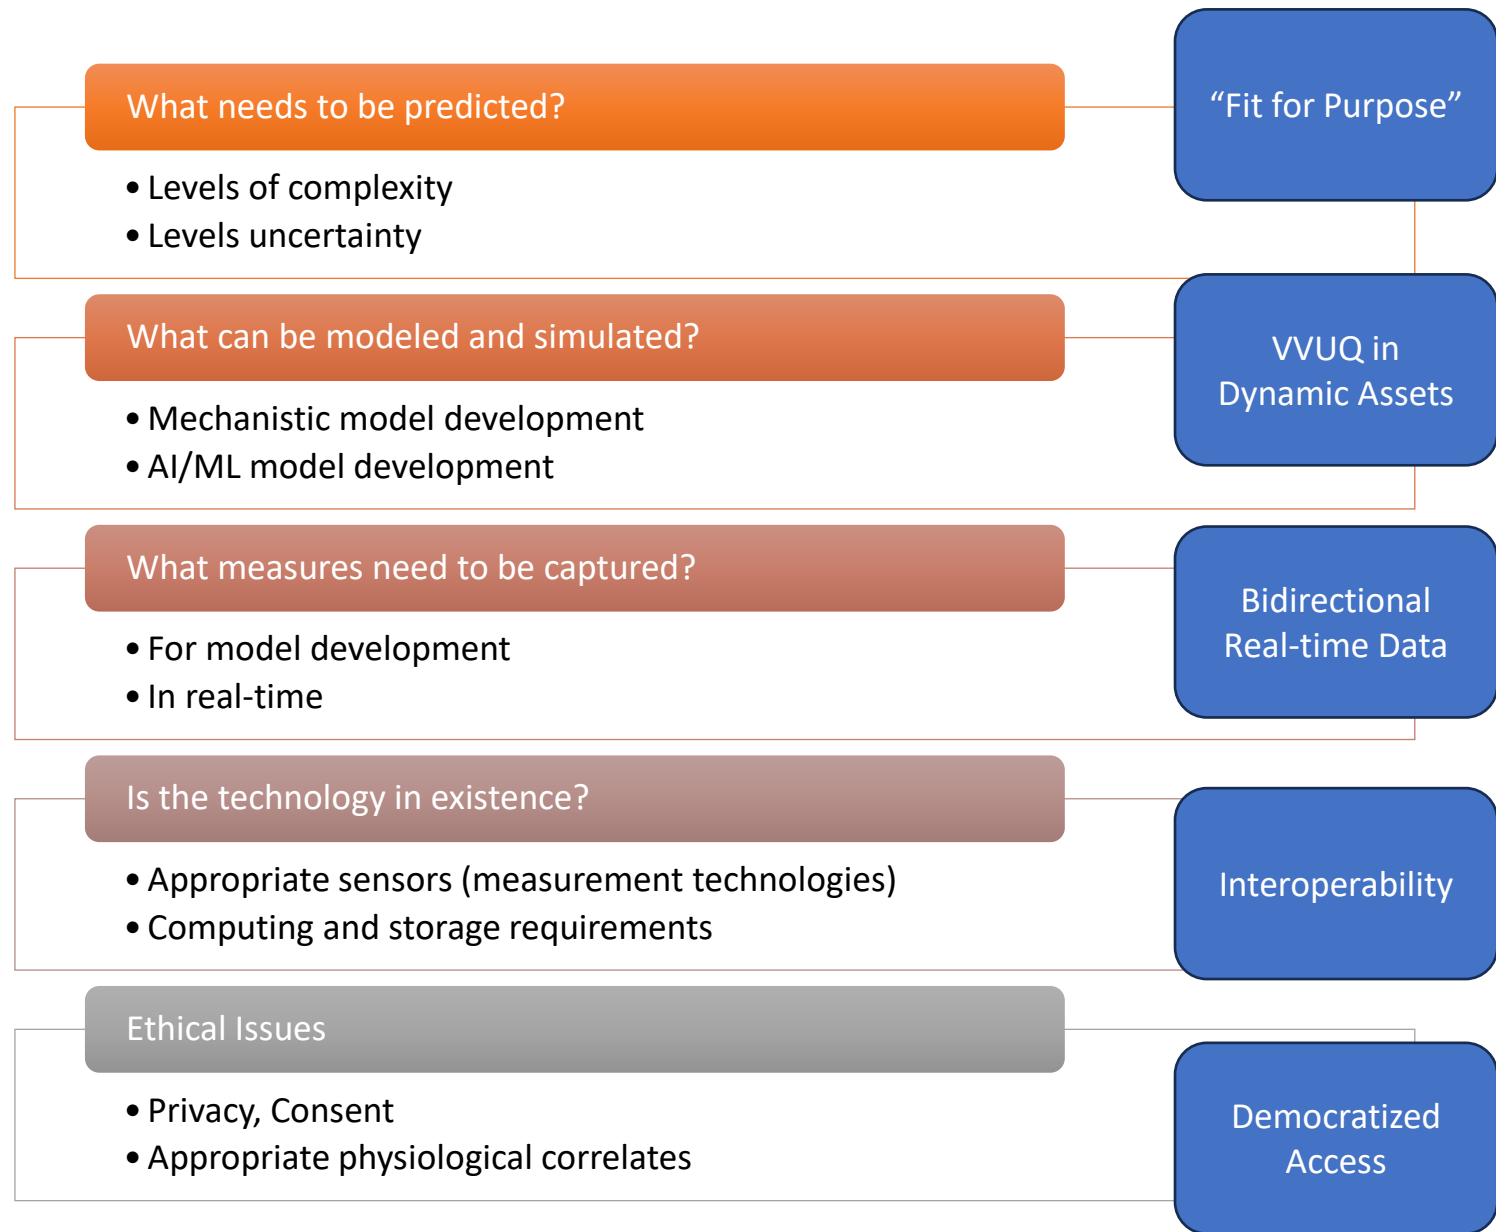 What needs to be predicted?
“Fit for Purpose”
• Levels of complexity
• Levels uncertainty
What can be modeled and simulated?
VVUQ in
Dynamic Assets
• Mechanistic model development
• AI/ML model development
What measures need to be captured?
Bidirectional
Real-time Data
• For model development
• In real-time
Is the technology in existence?
Interoperability
• Appropriate sensors (measurement technologies)
• Computing and storage requirements
Ethical Issues
Democratized
Access
• Privacy, Consent
• Appropriate physiological correlates